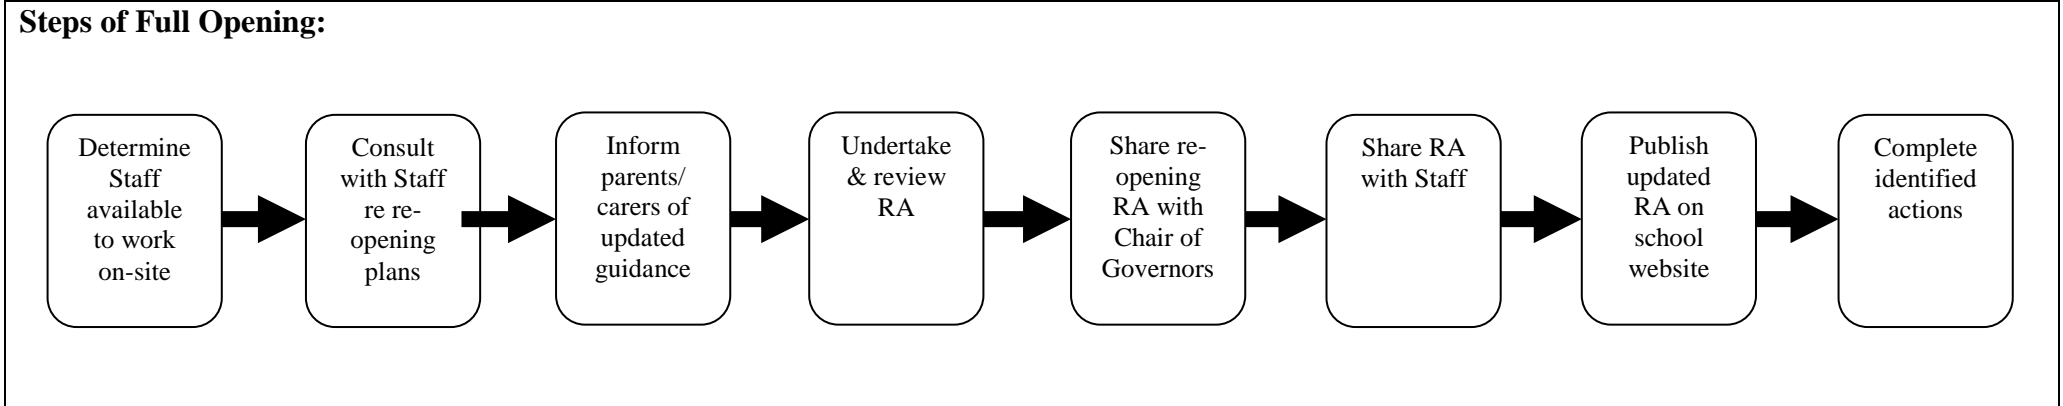 Steps of Full Opening:
Determine
Staff
available
to work
on-site
Consult
with Staff
re re-
opening
plans
Inform
parents/
carers of
updated
guidance
Undertake
& review
RA
Share re-
opening
RA with
Chair of
Governors
Share RA
with Staff
Publish
updated
RA on
school
website
Complete
identified
actions